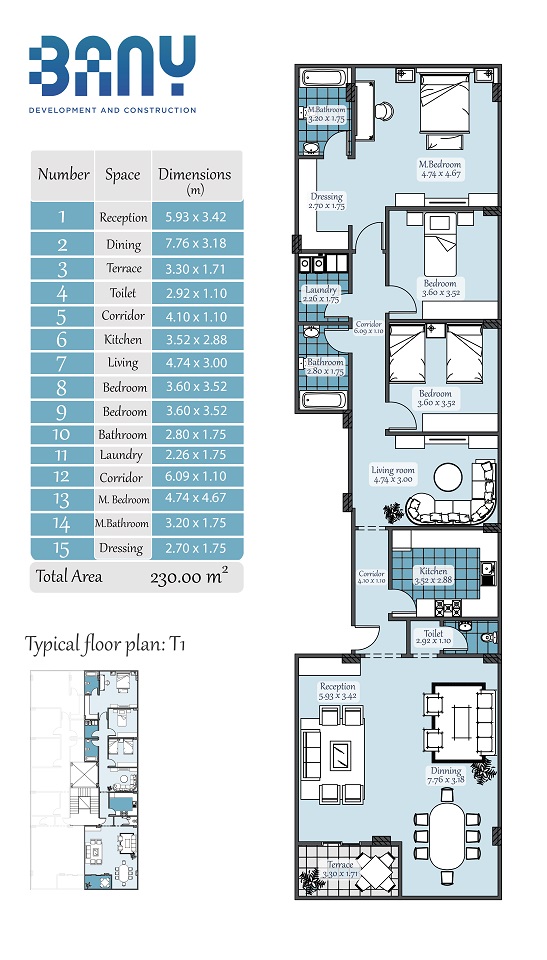 BANY
DEVELOPMENT AND CONSTRUCTION
Number Space Dimensions
(m)
1 Reception 5.93 x 3.42
2 Dining 7.76 x 3.18
3 Terrace 3.30 x 1.71
4 Toilet 2.92 x 1.10
5 Corridor 4.10 x 1.10
6 Kitchen 3.52 x 2.88
7 Living 4.74 x 3.00
8 Bedroom 3.60 x 3.52
9 Bedroom 3.60 x 3.52
10 Bathroom 2.80 x 1.75
11 Laundry 2.26 x 1.75
12 Corridor 6.09 x 1.10
13 M. Bedroom 4.74 x 4.67
14 M.Bathroom 3.20 x 1.75
15 Dressing 2.70 x 1.75
Total Area 230.00 m²
Typical floor plan: T1
M.Bathroom
3.20 x 1.75
M.Bedroom
4.74 x 4.67
Dressing
2.70 x 1.75
Bedroom
3.60 x 3.52
Laundry
2.26 x 1.75
Corridor
6.09 x 1.10
Bathroom
2.80 x 1.75
Bedroom
3.60 x 3.52
Living room
4.74 x 3.00
Kitchen
3.52 x 2.88
Corridor
4.10 x 1.10
Toilet
2.92 x 1.10
Reception
5.93 x 3.42
Dinning
7.76 x 3.18
Terrace
3.30 x 1.71